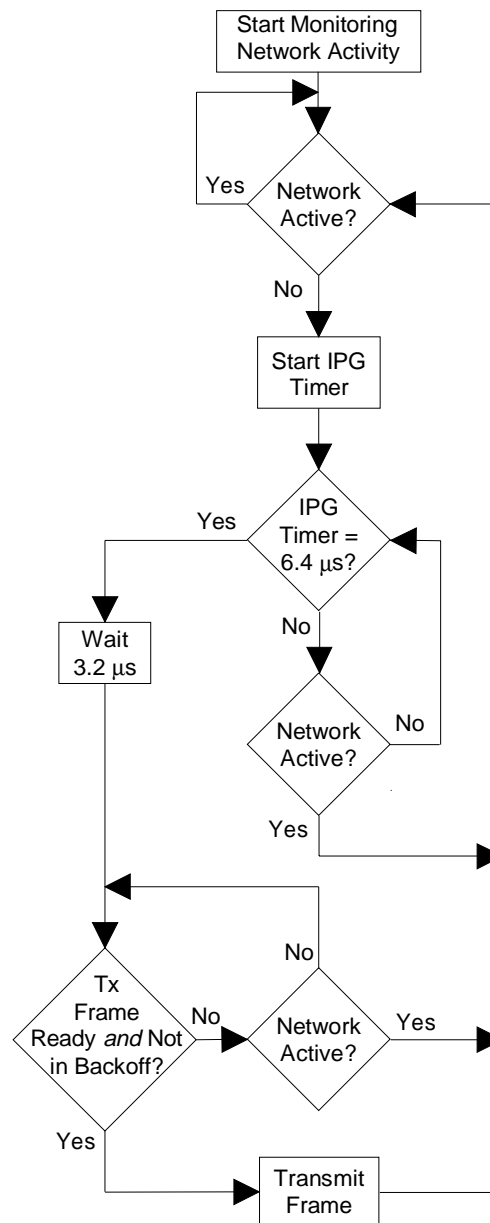 Start Monitoring
Network Activity
Yes
Network
Active?
No
Start IPG
Timer
Yes
IPG
Timer =
6.4 μs?
No
Wait
3.2 μs
Network
Active?
No
Yes
No
Tx
Frame
Ready and Not
in Backoff?
No
Network
Active?
Yes
Yes
Transmit
Frame